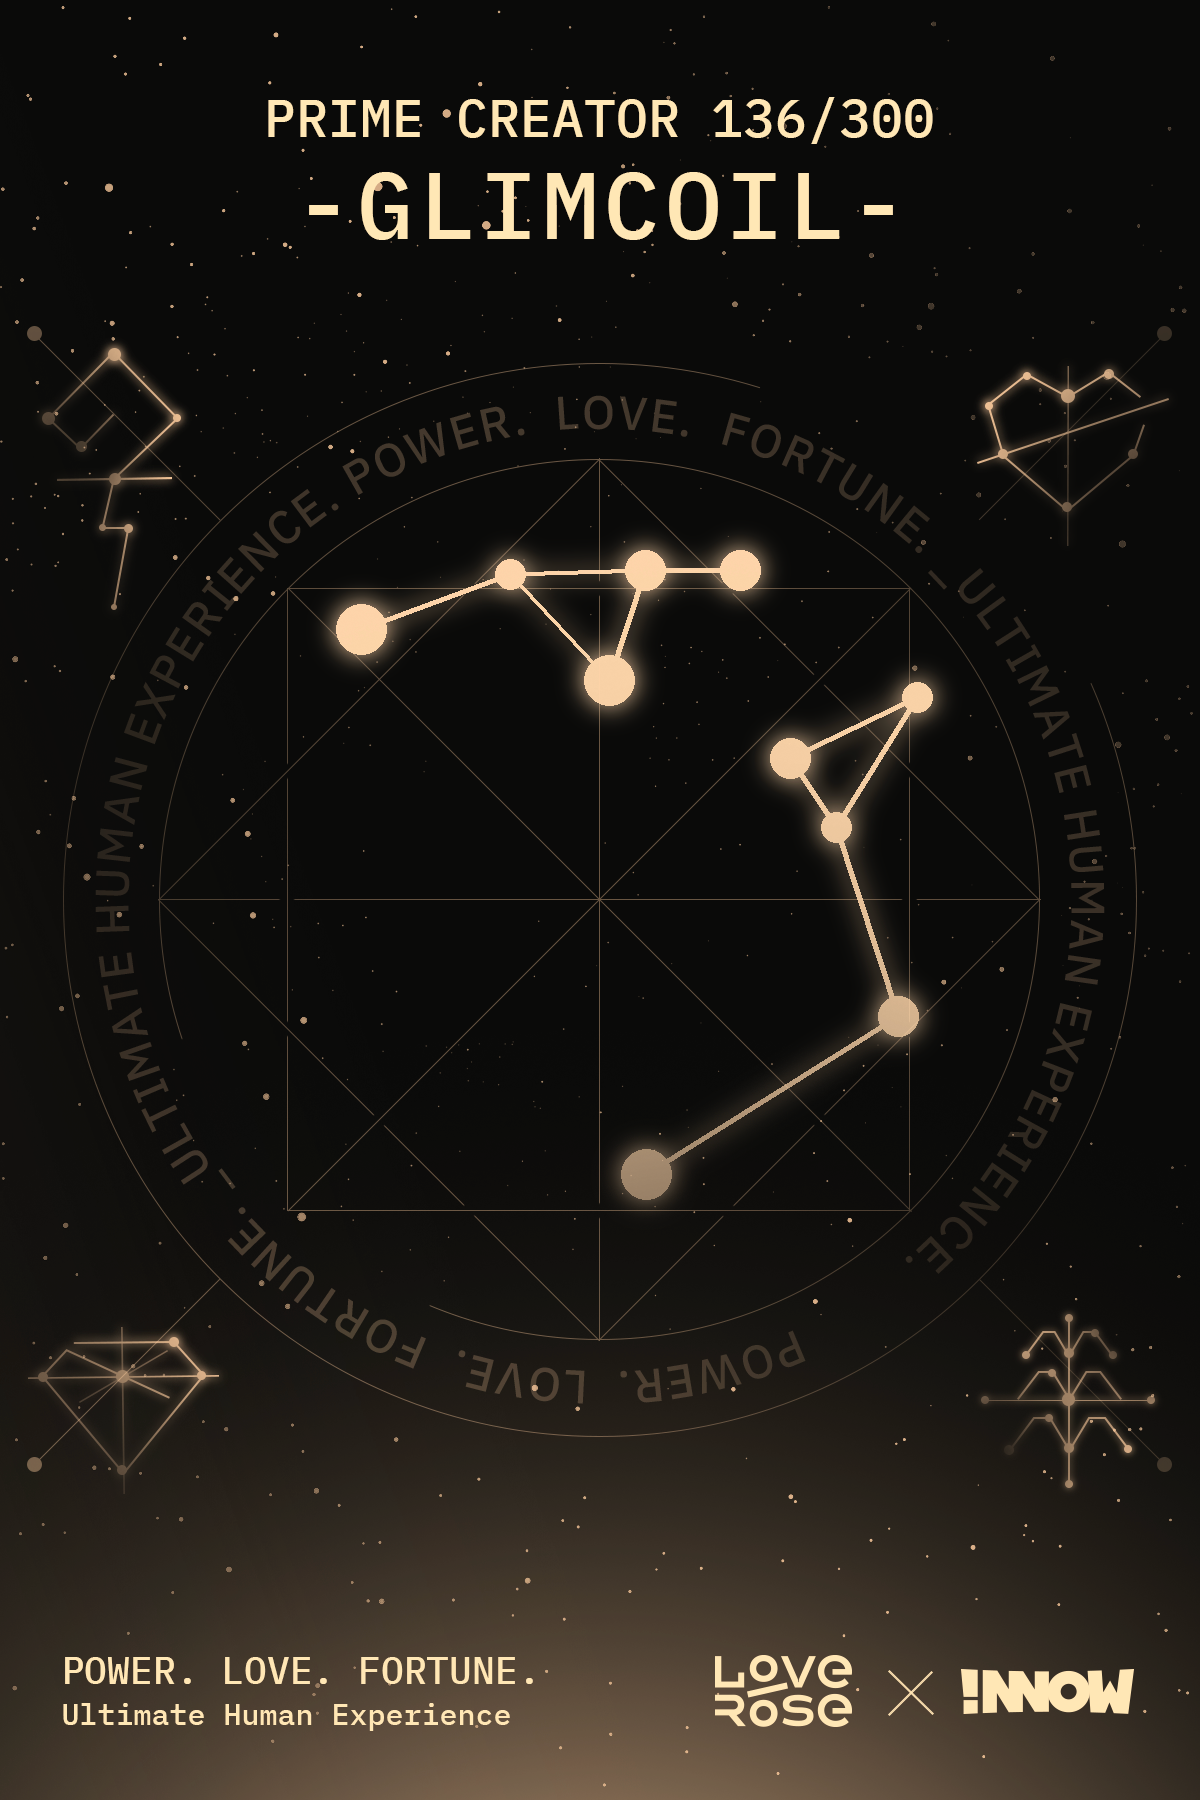 PRIME CREATOR 136/300
-GLIMCOIL-
POWER. LOVE. FORTUNE. – ULTIMATE HUMAN EXPERIENCE.
POWER. LOVE. FORTUNE. – ULTIMATE HUMAN EXPERIENCE.
POWER. LOVE. FORTUNE.
Ultimate Human Experience
LOVE
ROSE
!NNOW